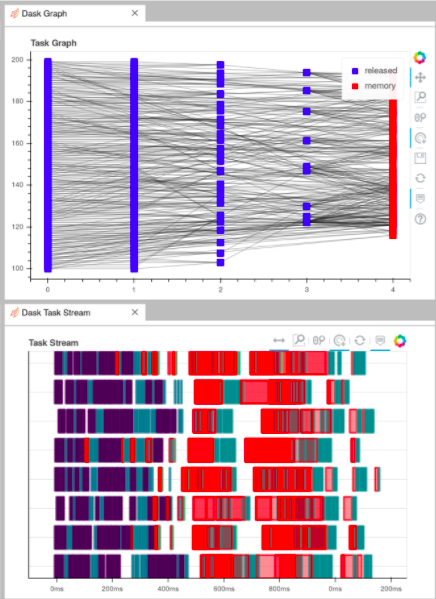 Dask Graph ×
Task Graph
200
180
160
140
120
100
released
memory
0 1 2 3 4
Dask Task Stream ×
Task Stream
0ms 200ms 400ms 600ms 800ms 0ms 200ms